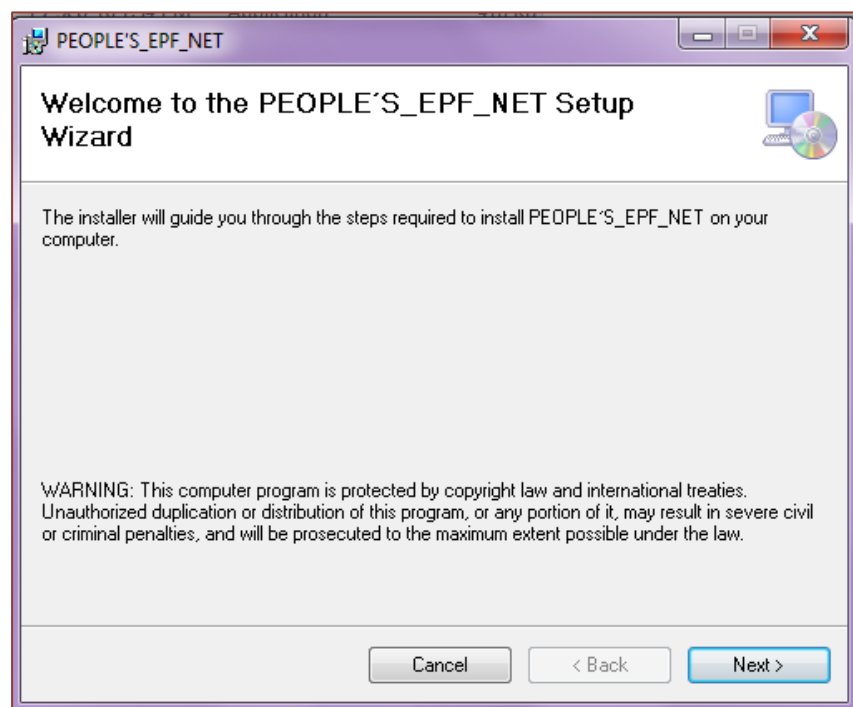 PEOPLE'S_EPF_NET
Welcome to the PEOPLE´S_EPF_NET Setup
Wizard
The installer will guide you through the steps required to install PEOPLE´S_EPF_NET on your
computer.
WARNING: This computer program is protected by copyright law and international treaties.
Unauthorized duplication or distribution of this program, or any portion of it, may result in severe civil
or criminal penalties, and will be prosecuted to the maximum extent possible under the law.
Cancel
< Back
Next >